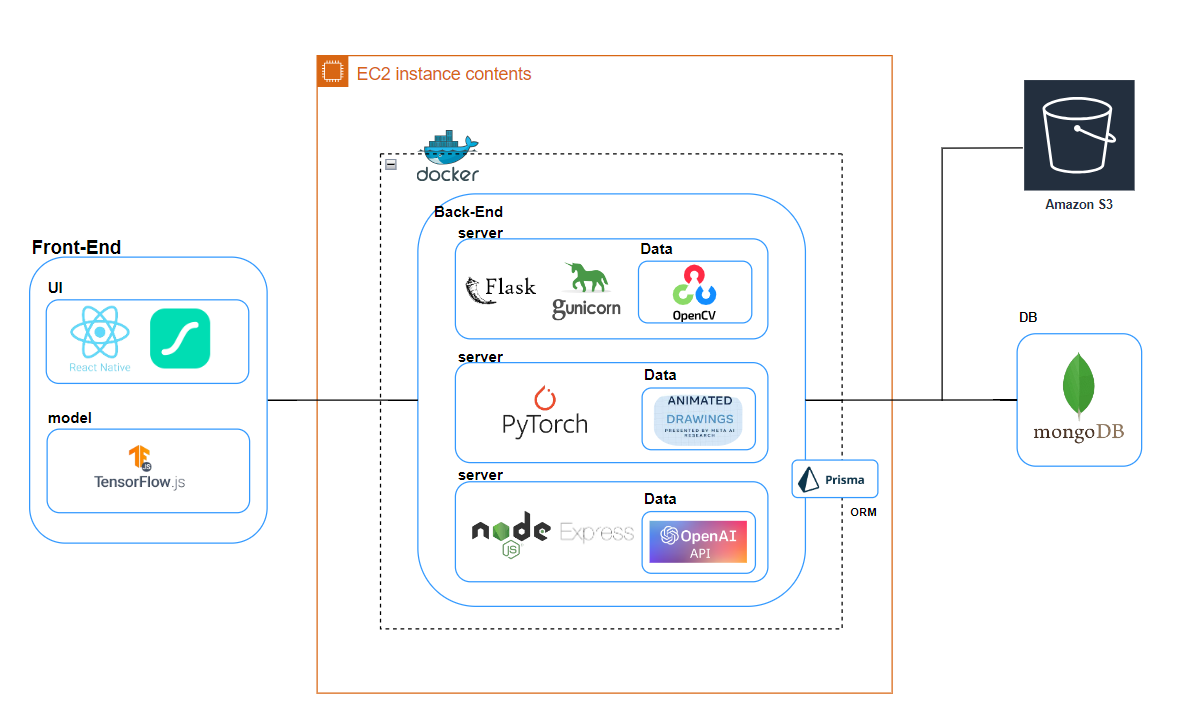 EC2 instance contents
docker
Amazon S3
Front-End
UI
React Native
model
TensorFlow.js
JS
Back-End
server
Flask
gunicorn
Data
OpenCV
server
PyTorch
Data
ANIMATED
DRAWINGS
PRESENTED BY META AI
RESEARCH
server
node
JS
Express
Data
OpenAI
API
Prisma
ORM
DB
mongoDB